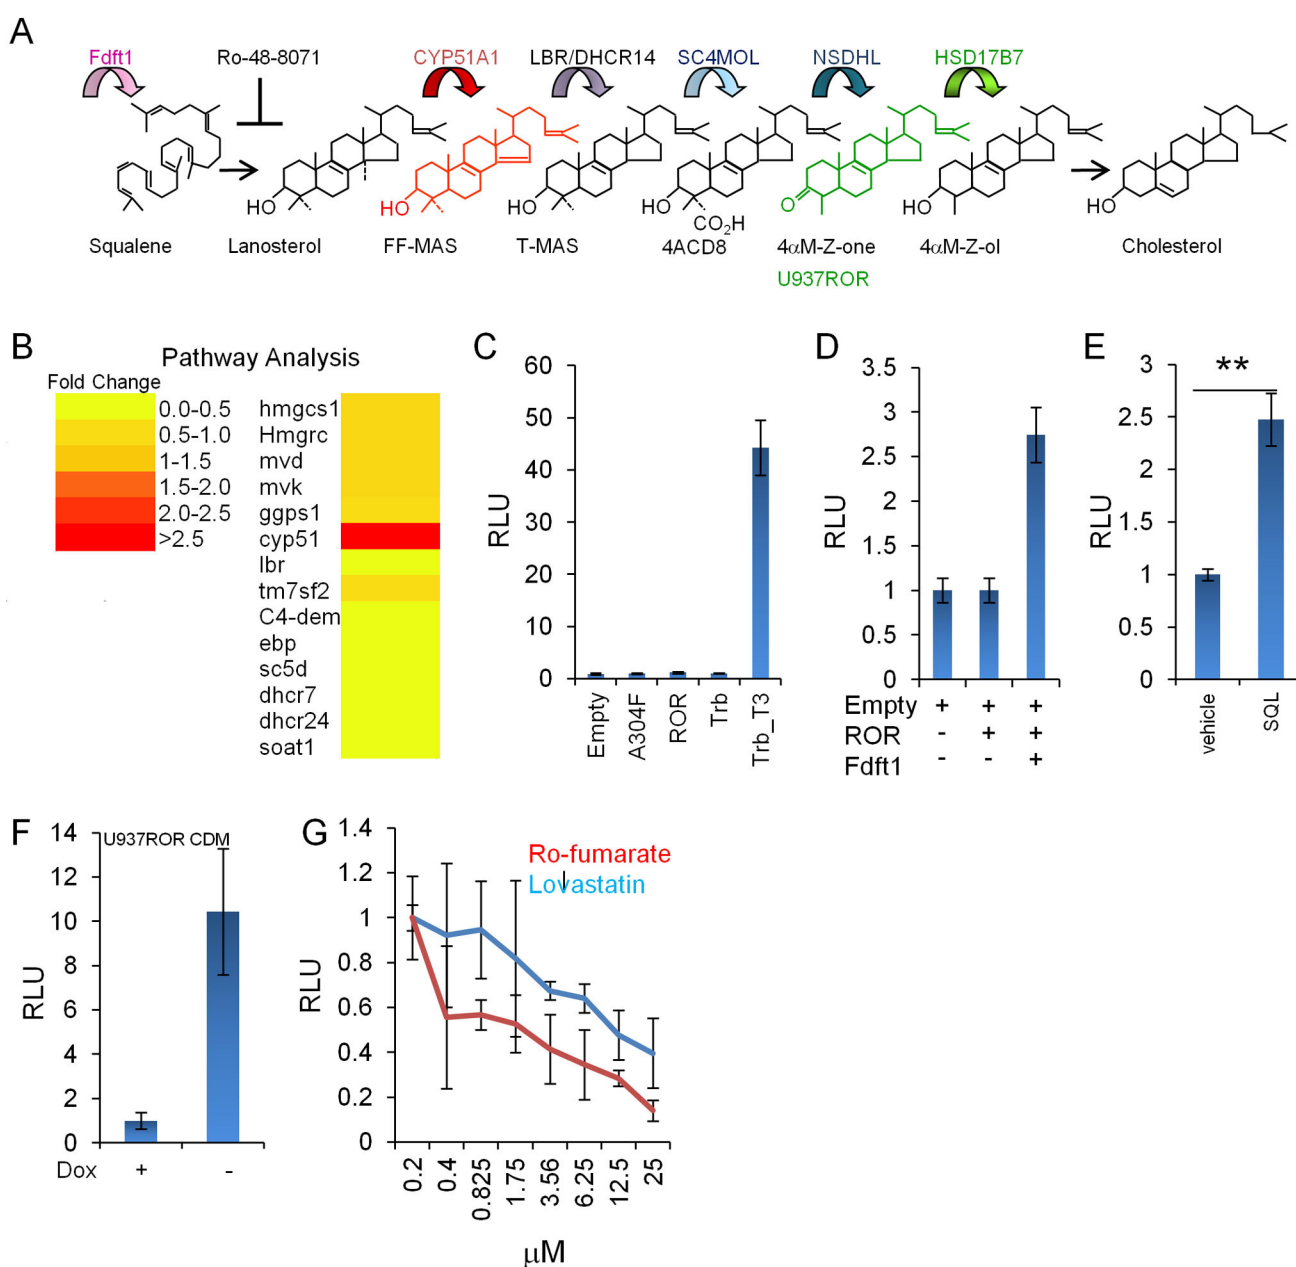 A
Fdft1 Ro-48-8071 CYP51A1 LBR/DHCR14 SC4MOL NSDHL HSD17B7
HO HO HO HO CO2H O HO HO
Squalene Lanosterol FF-MAS T-MAS 4ACD8 4αM-Z-one 4αM-Z-ol Cholesterol
U937ROR
B
Pathway Analysis
Fold Change
0.0-0.5
0.5-1.0
1-1.5
1.5-2.0
2.0-2.5
>2.5
hmgcs1
Hmgrc
mvd
mvk
ggps1
cyp51
lbr
tm7sf2
C4-dem
ebp
sc5d
dhcr7
dhcr24
soat1
C
RLU
60
50
40
30
20
10
0
Empty A304F ROR Trb Trb_T3
D
RLU
3.5
3
2.5
2
1.5
1
0.5
0
Empty + + +
ROR - + +
Fdft1 - - +
E
RLU
3
2.5
2
1.5
1
0.5
0
**
vehicle SQL
F
U937ROR CDM
RLU
14
12
10
8
6
4
2
0
Dox + -
G
Ro-fumarate
Lovastatin
RLU
1.4
1.2
1
0.8
0.6
0.4
0.2
0
0.2 0.4 0.825 1.75 3.56 6.25 12.5 25
μM